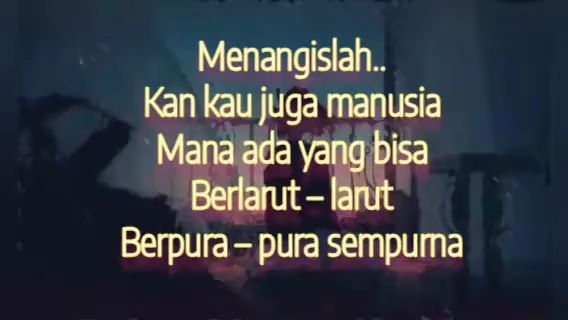 Menangislah..
Kan kau juga manusia
Mana ada yang bisa
Berlarut – larut
Berpura – pura sempurna